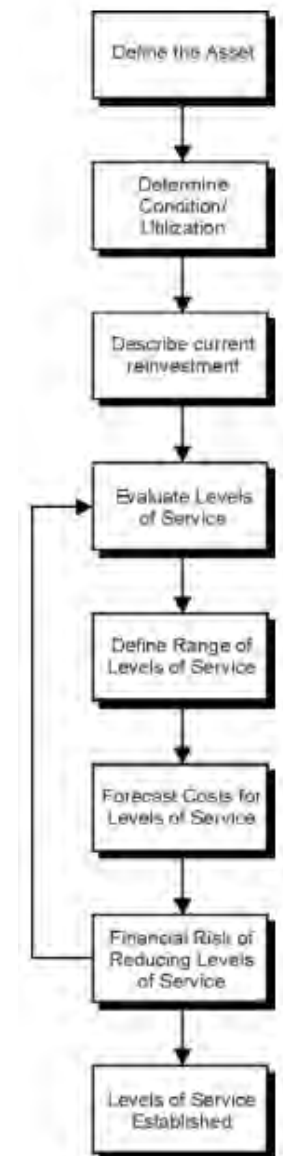 Define the Asset
Determine
Condition/
Utilization
Describe current
reinvestment
Evaluate Levels
of Service
Define Range of
Levels of Service
Forecast Costs for
Levels of Service
Financial Risk of
Reducing Levels
of Service
Levels of Service
Established